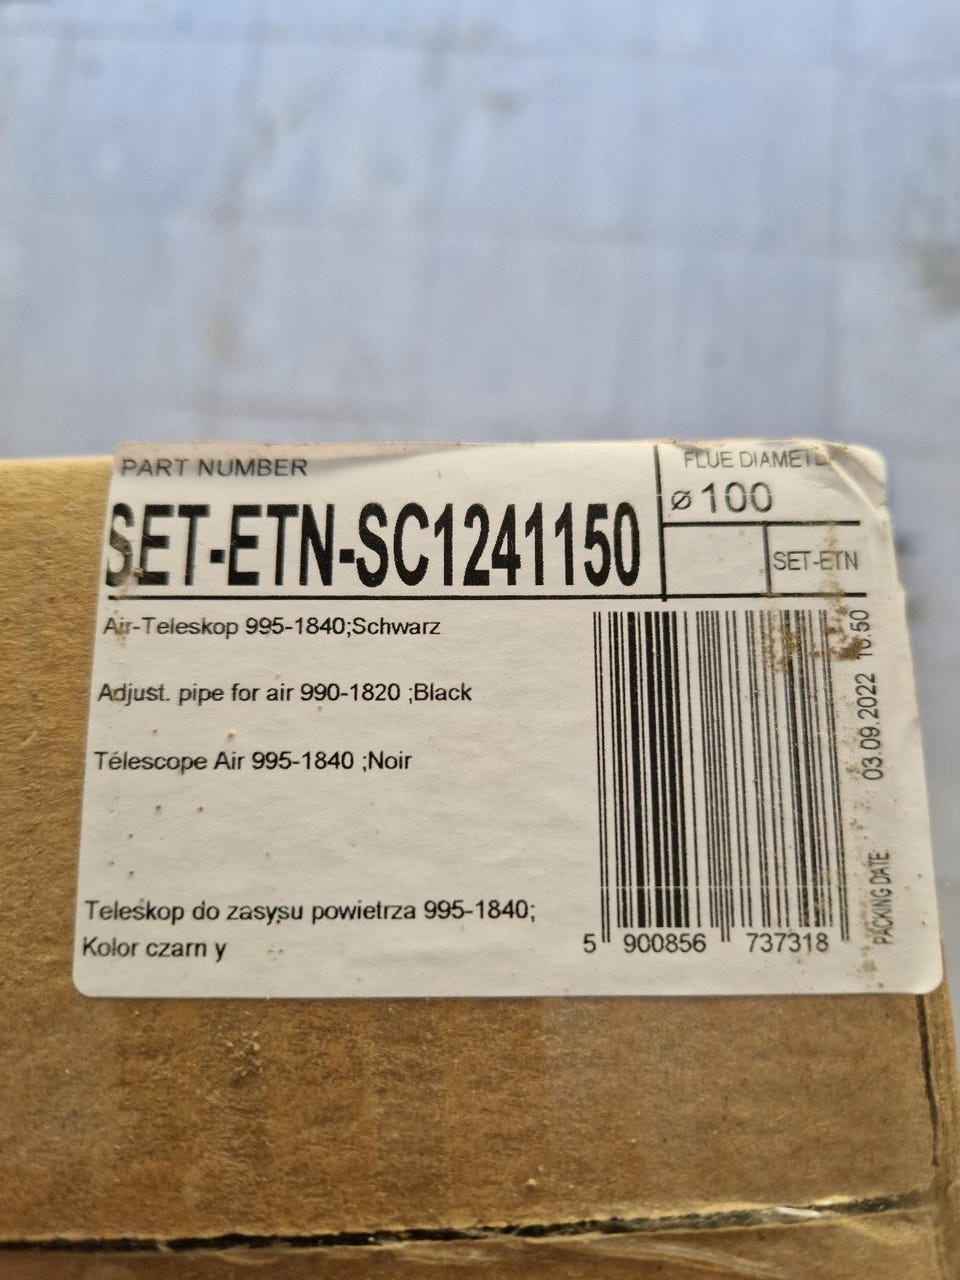 PART NUMBER
SET-ETN-SC1241150
FLUE DIAMETER
ø 100
SET-ETN
Air-Teleskop 995-1840;Schwarz
Adjust. pipe for air 990-1820 ;Black
Télescope Air 995-1840 ;Noir
Teleskop do zasysu powietrza 995-1840;
Kolor czarn y
5 900856 737318
PACKING DATE: 03.09.2022 10.50